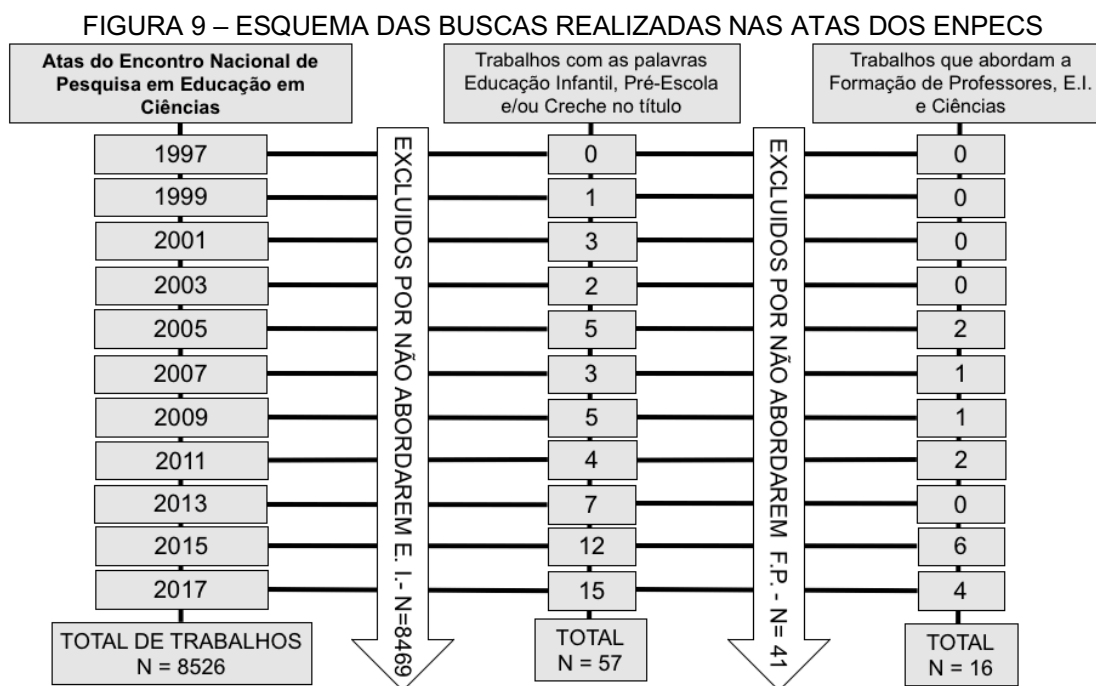 FIGURA 9 – ESQUEMA DAS BUSCAS REALIZADAS NAS ATAS DOS ENPECS
Atas do Encontro Nacional de
Pesquisa em Educação em
Ciências
Trabalhos com as palavras
Educação Infantil, Pré-Escola
e/ou Creche no título
Trabalhos que abordam a
Formação de Professores, E.I.
e Ciências
EXCLUIDOS POR NÃO ABORDAREM E. I.- N=8469
EXCLUIDOS POR NÃO ABORDAREM F.P. - N= 41
1997 0 0
1999 1 0
2001 3 0
2003 2 0
2005 5 2
2007 3 1
2009 5 1
2011 4 2
2013 7 0
2015 12 6
2017 15 4
TOTAL DE TRABALHOS
N = 8526
TOTAL
N = 57
TOTAL
N = 16